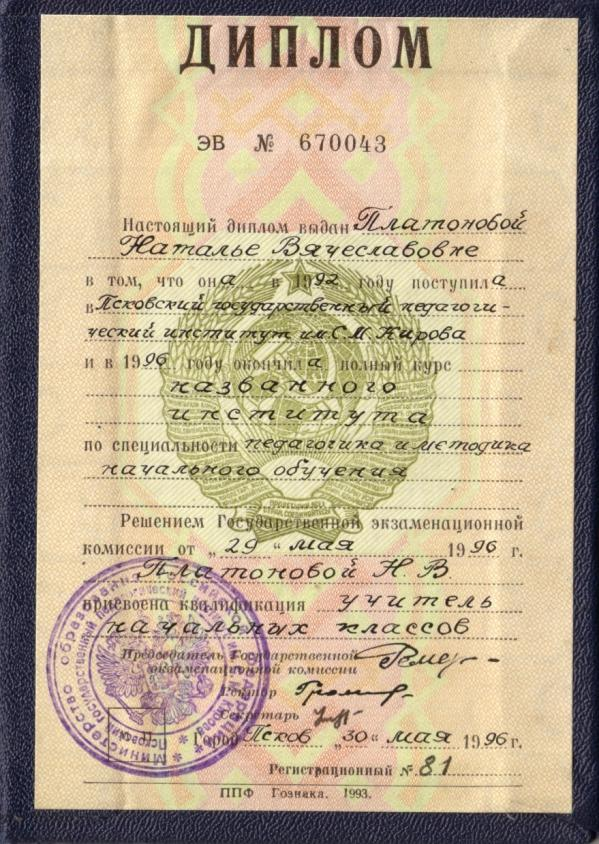 ДИПЛОМ
ЭВ № 670043
Настоящий диплом выдан Платоновой
Наталье Вячеславовне
в том, что она в 1992 году поступила
в Псковский государственный педагоги-
ческий институт им. С. М. Кирова
и в 1996 году окончила полный курс
названного
института
по специальности педагогика и методика
начального обучения
Решением Государственной экзаменационной
комиссии от „29“ мая 1996 г.
Платоновой Н. В.
присвоена квалификация учитель
начальных классов
Председатель Государственной
экзаменационной комиссии
Ректор
Секретарь
Город Псков „30“ мая 1996 г.
Регистрационный № 81
ППФ Гознака. 1993.